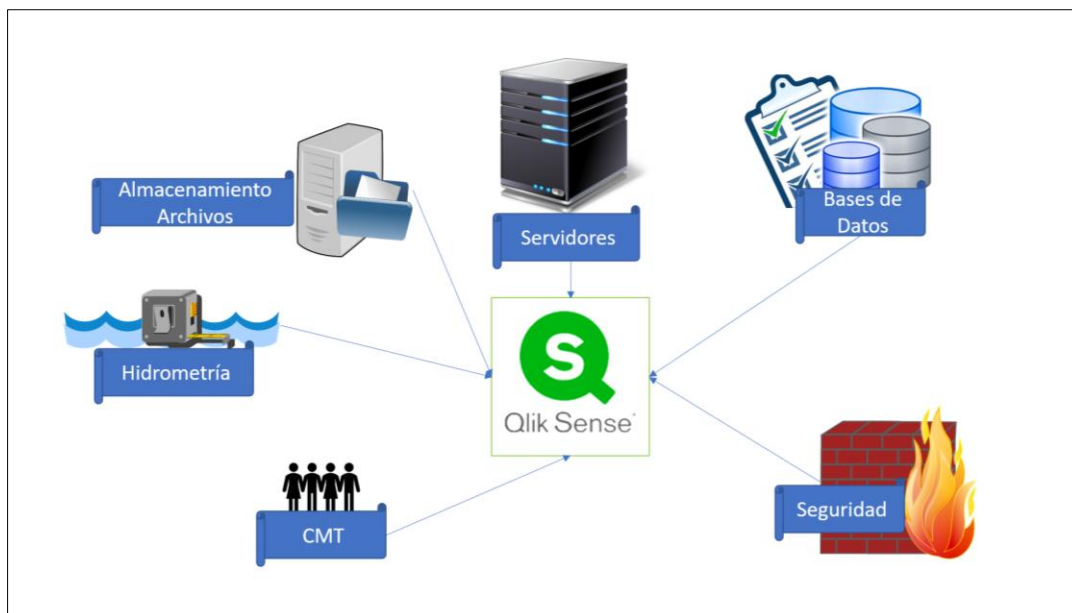 Almacenamiento
Archivos
Servidores
Bases de
Datos
Hidrometría
S
Qlik Sense
CMT
Seguridad